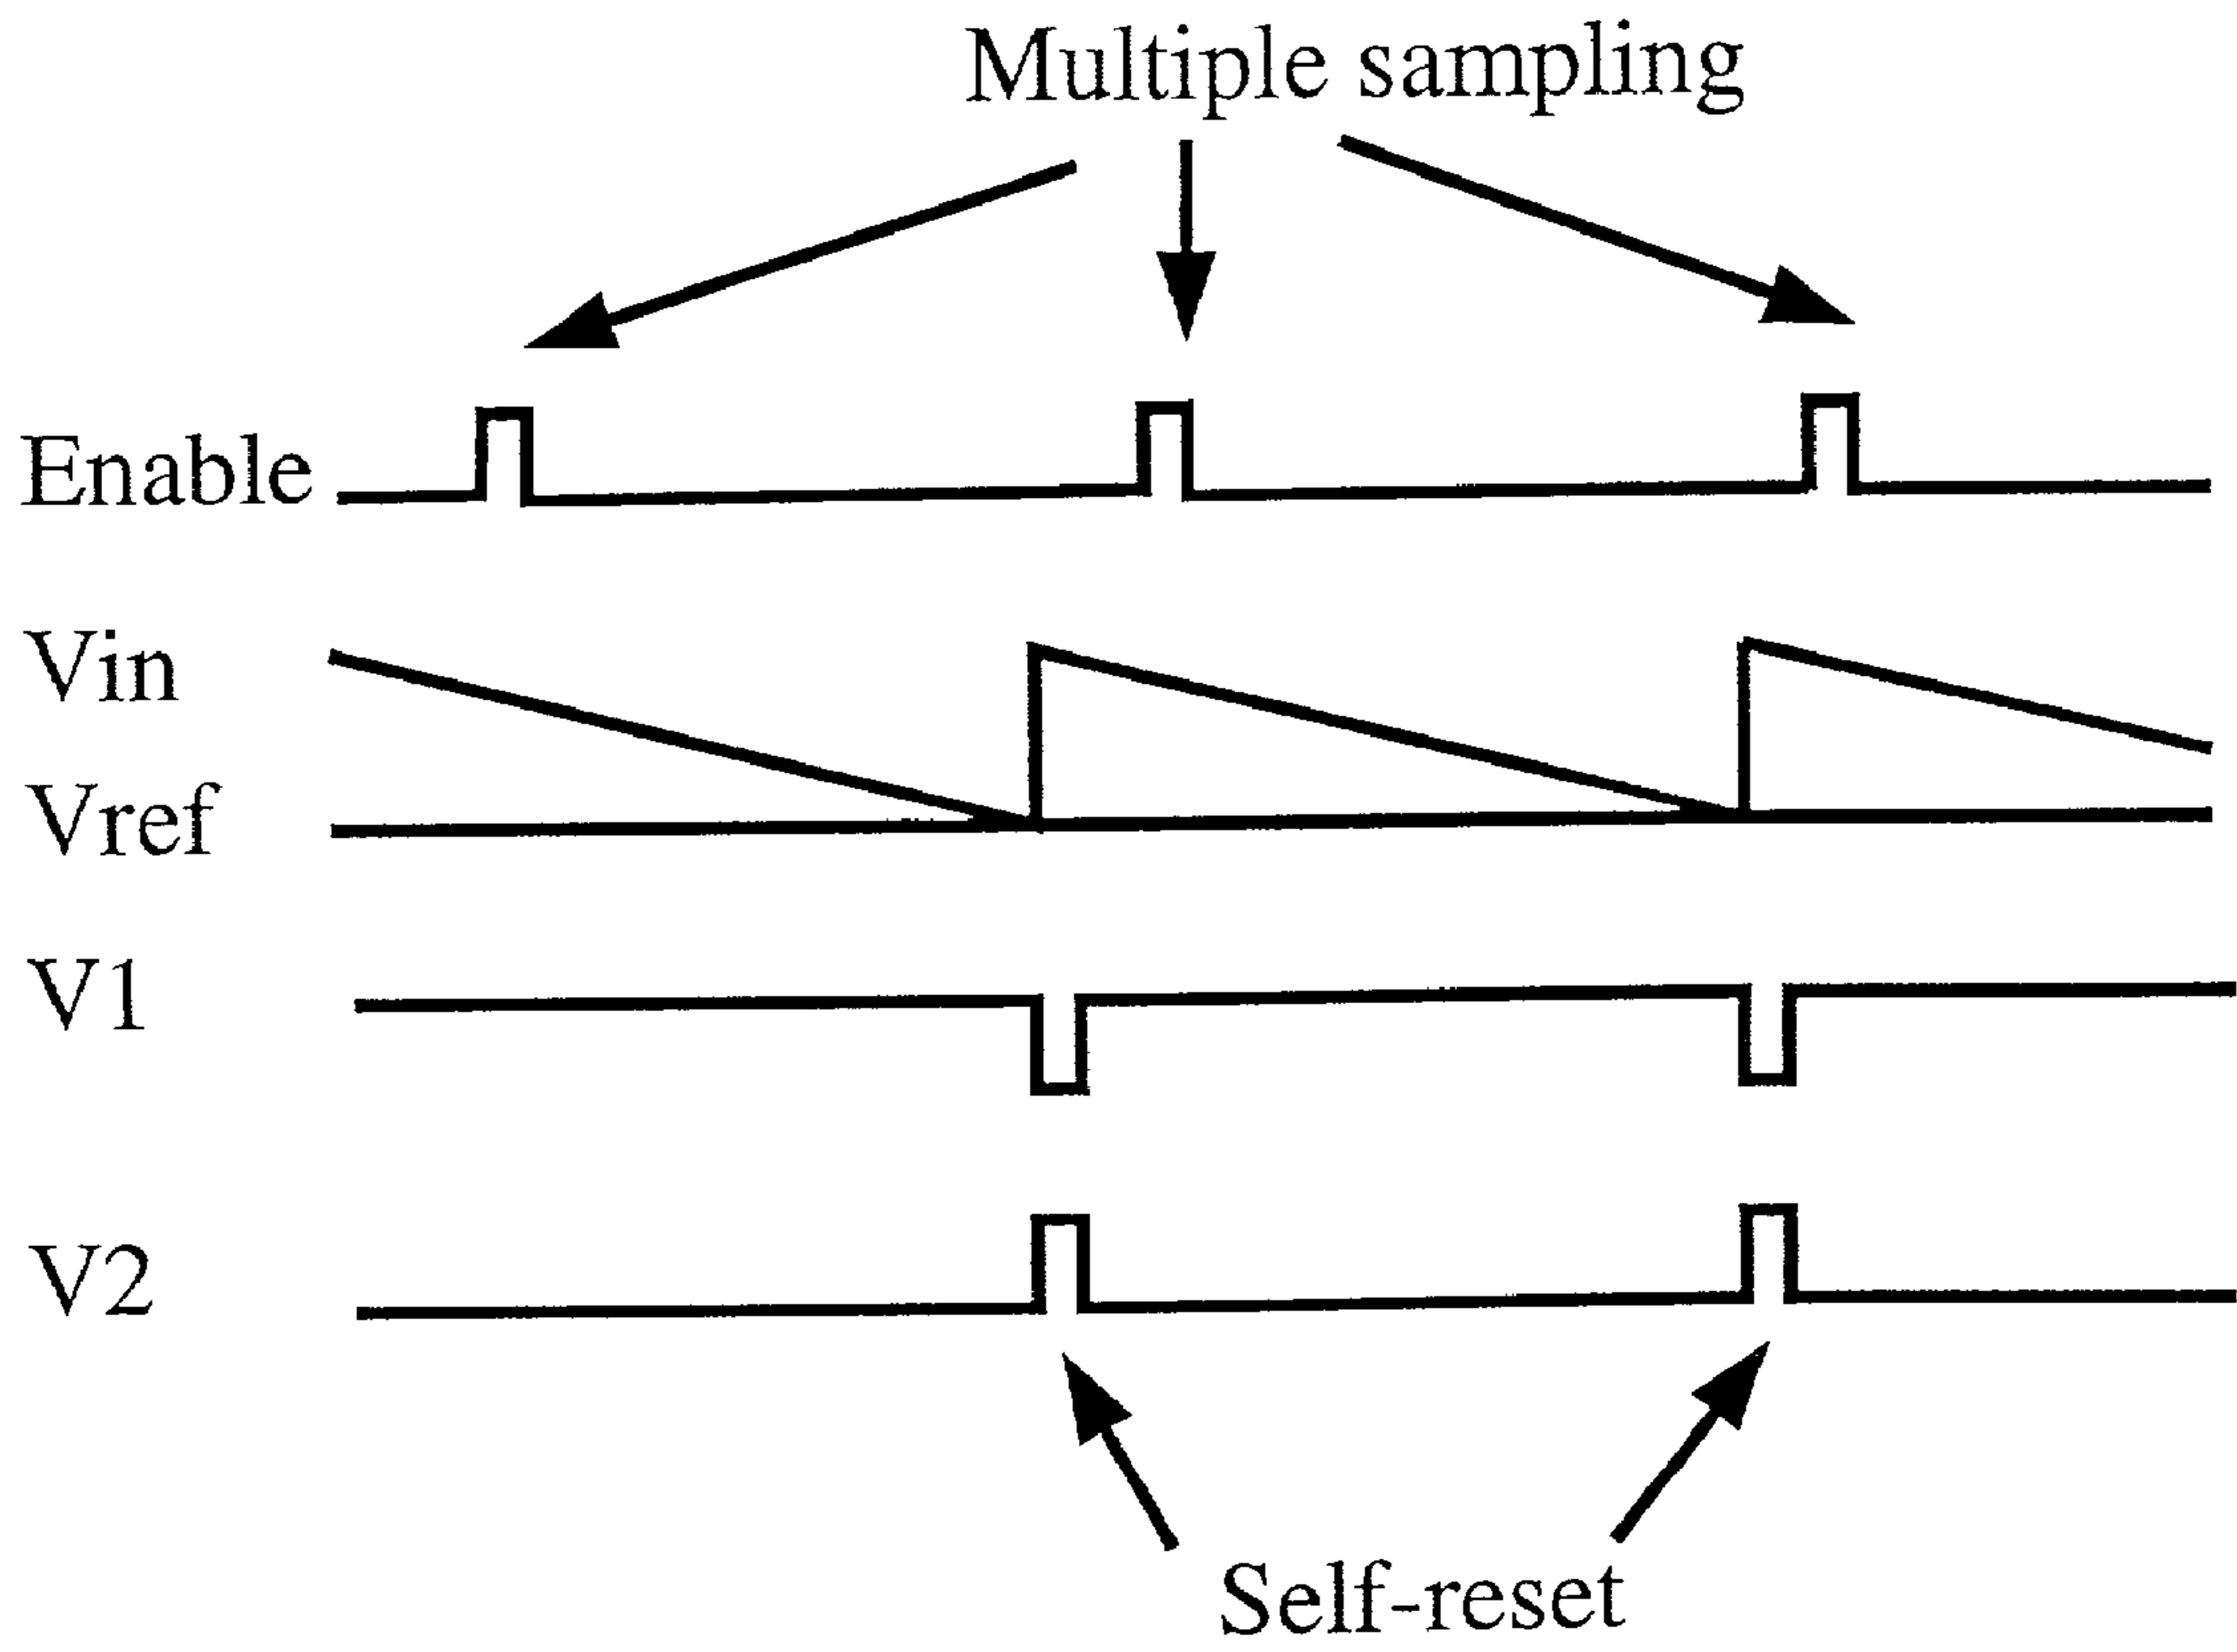 Multiple sampling
Enable
Vin
Vref
V1
V2
Self-reset